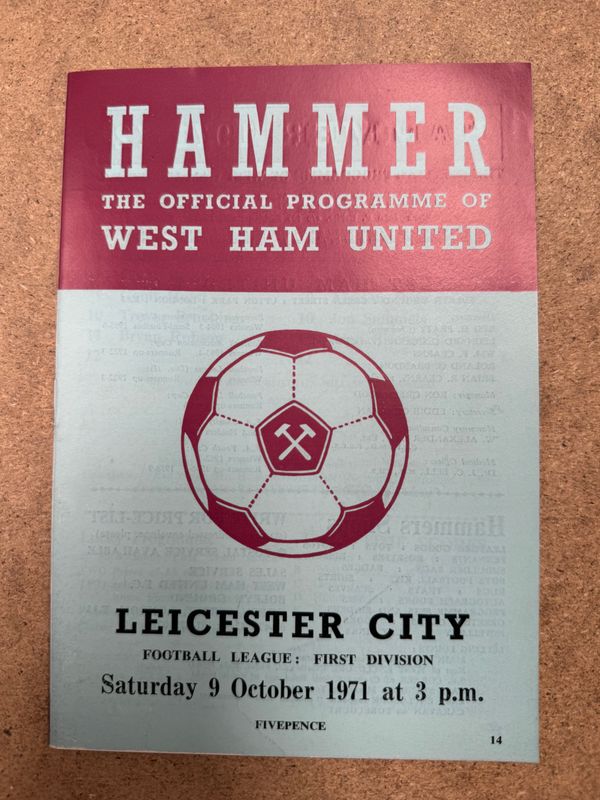 HAMMER
THE OFFICIAL PROGRAMME OF
WEST HAM UNITED
LEICESTER CITY
FOOTBALL LEAGUE: FIRST DIVISION
Saturday 9 October 1971 at 3 p.m.
FIVEPENCE
14